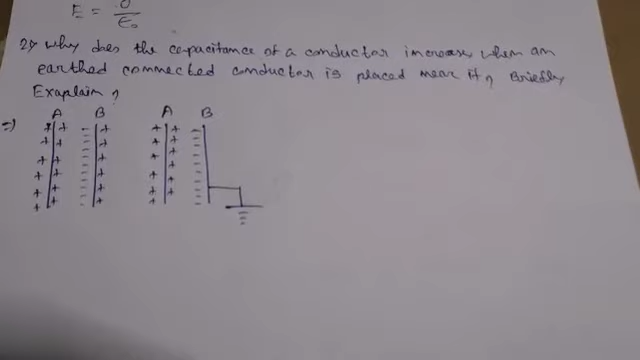 E = σ/ε₀
2) Why does the capacitance of a conductor increase when an
earthed connected conductor is placed near it, Briefly
Exaplain ?
=)
A B A B